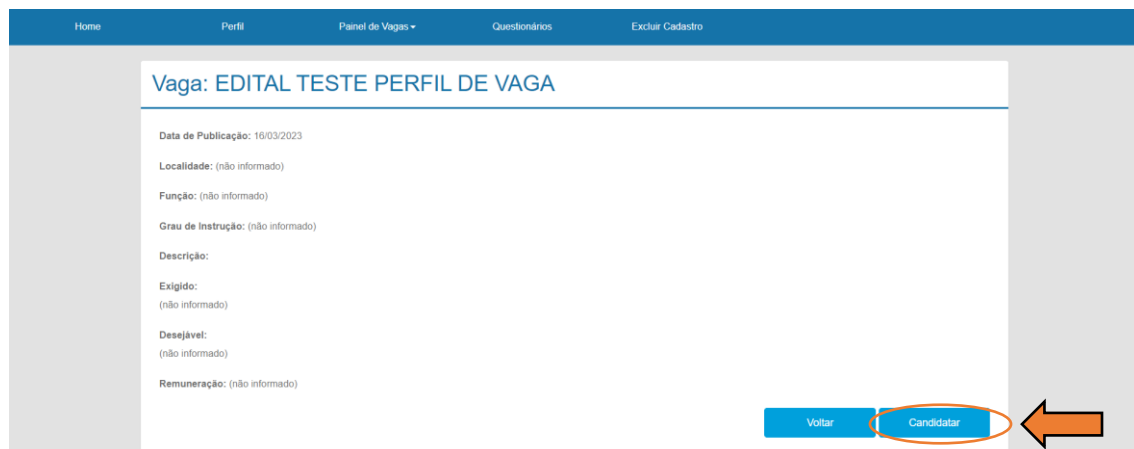 Home Perfil Painel de Vagas Questionários Excluir Cadastro
Vaga: EDITAL TESTE PERFIL DE VAGA
Data de Publicação: 16/03/2023
Localidade: (não informado)
Função: (não informado)
Grau de Instrução: (não informado)
Descrição:
Exigido:
(não informado)
Desejável:
(não informado)
Remuneração: (não informado)
Voltar Candidatar